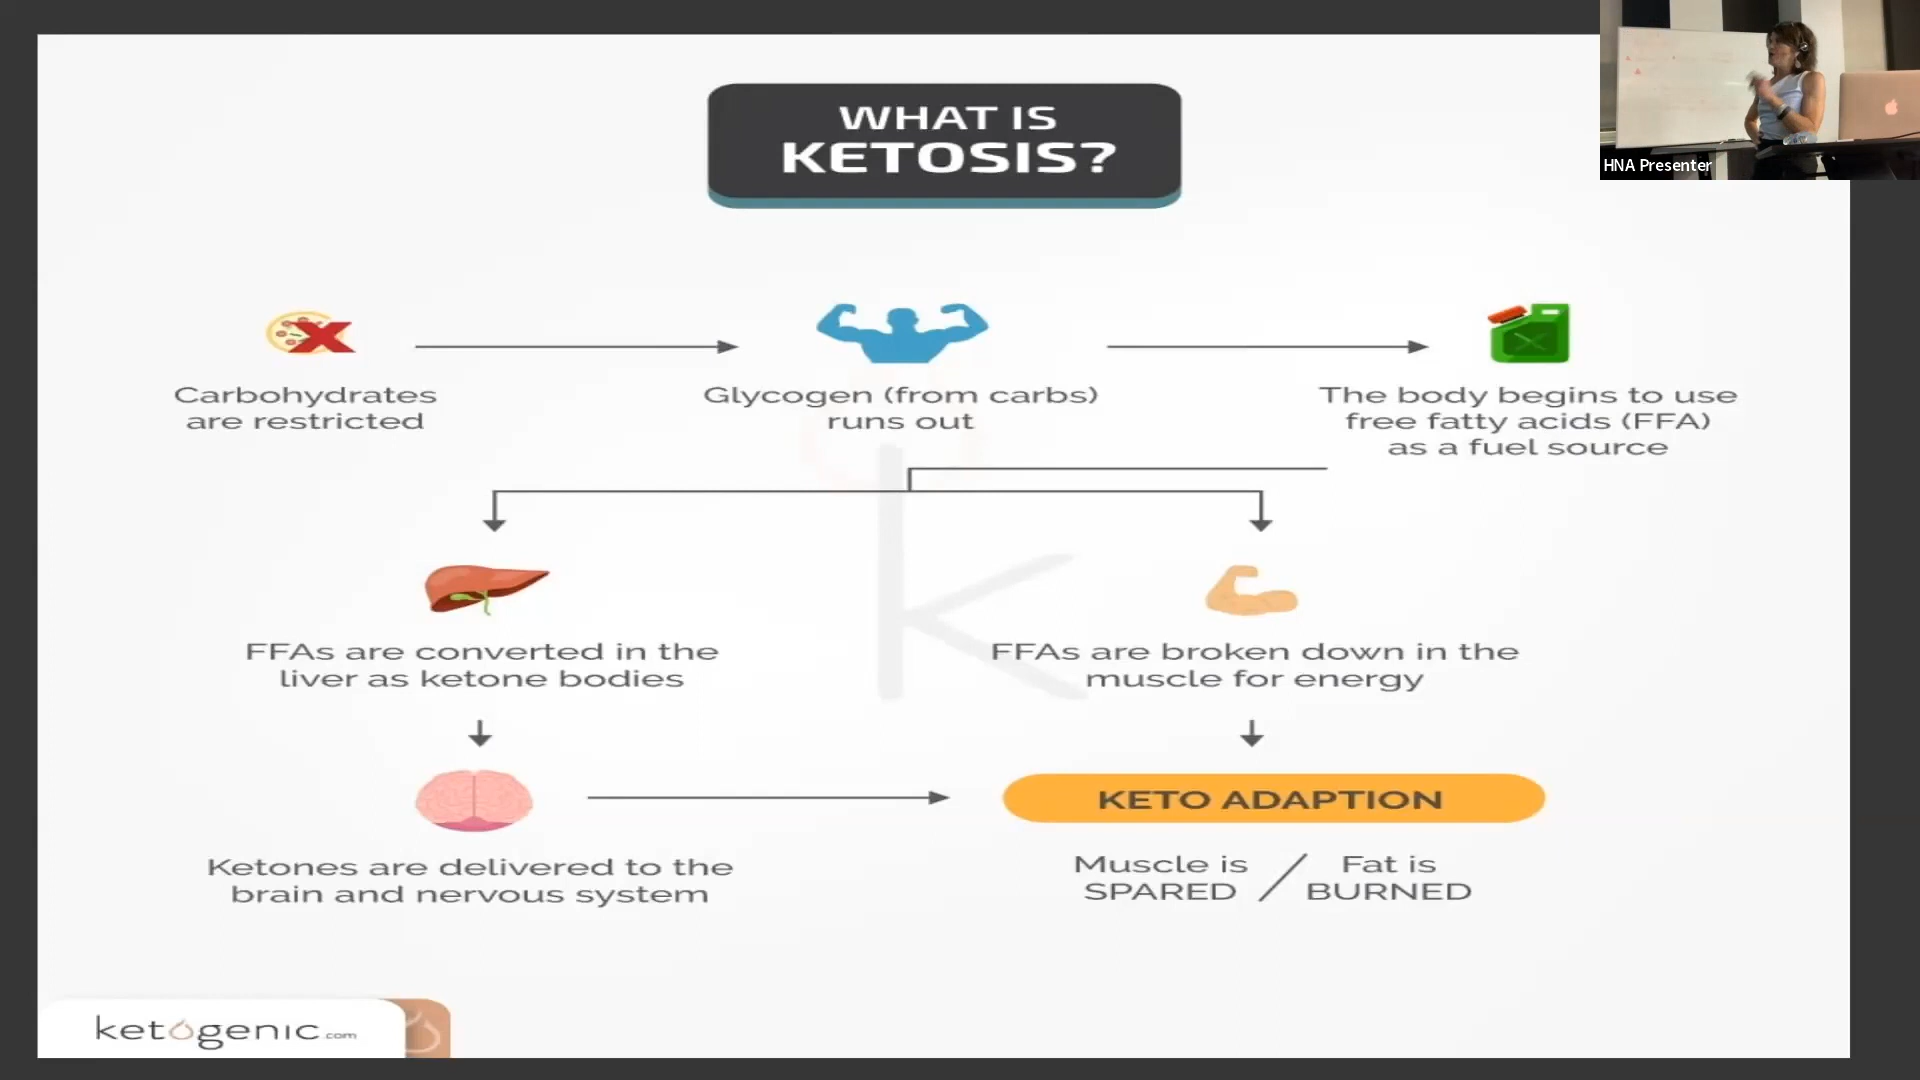 WHAT IS
KETOSIS?
HNA Presenter
Carbohydrates
are restricted
Glycogen (from carbs)
runs out
The body begins to use
free fatty acids (FFA)
as a fuel source
FFAs are converted in the
liver as ketone bodies
FFAs are broken down in the
muscle for energy
Ketones are delivered to the
brain and nervous system
KETO ADAPTION
Muscle is
SPARED
Fat is
BURNED
ketogenic.com